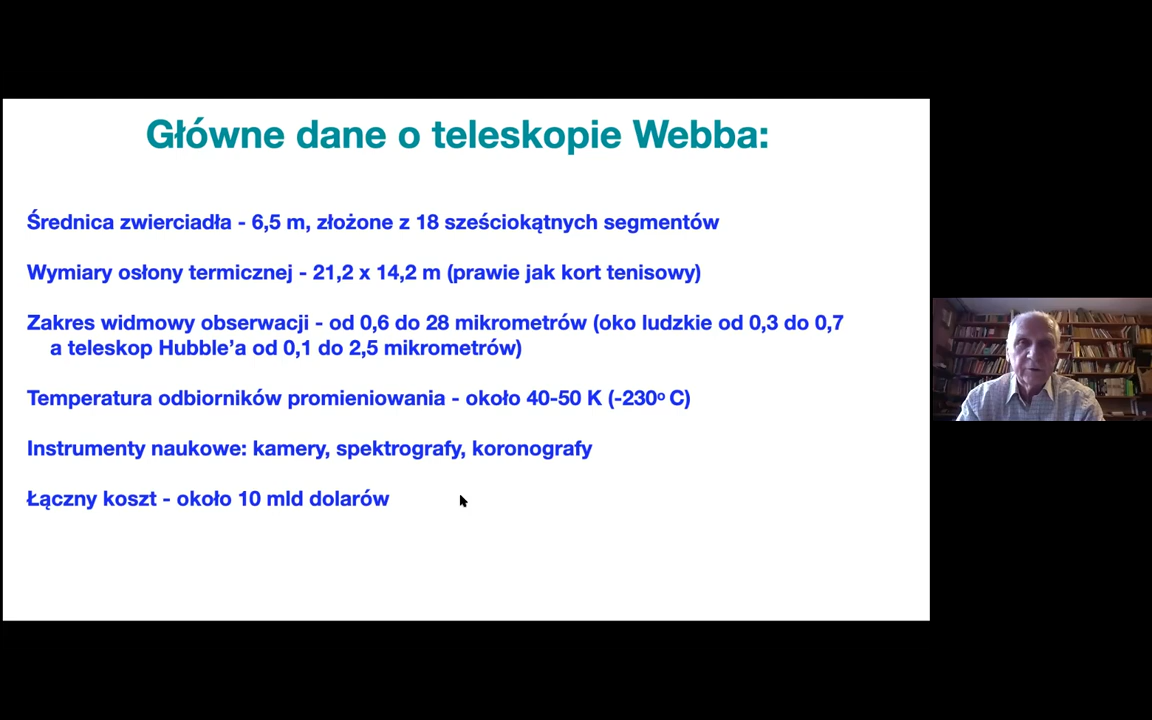 Główne dane o teleskopie Webba:
Średnica zwierciadła - 6,5 m, złożone z 18 sześciokątnych segmentów
Wymiary osłony termicznej - 21,2 x 14,2 m (prawie jak kort tenisowy)
Zakres widmowy obserwacji - od 0,6 do 28 mikrometrów (oko ludzkie od 0,3 do 0,7
a teleskop Hubble’a od 0,1 do 2,5 mikrometrów)
Temperatura odbiorników promieniowania - około 40-50 K (-230º C)
Instrumenty naukowe: kamery, spektrografy, koronografy
Łączny koszt - około 10 mld dolarów